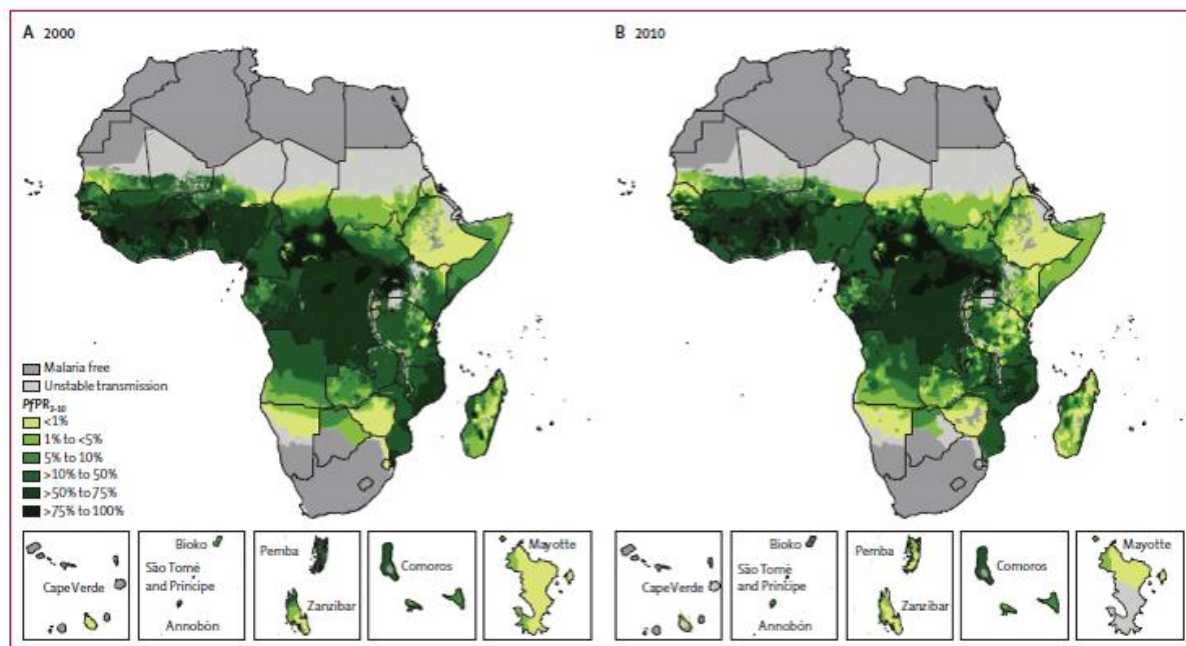 A 2000
B 2010
Malaria free
Unstable transmission
PfPR₂₋₁₀
<1%
1% to <5%
5% to 10%
>10% to 50%
>50% to 75%
>75% to 100%
Cape Verde
Bioko
São Tomé
and Príncipe
Annobón
Pemba
Zanzibar
Comoros
Mayotte
Cape Verde
Bioko
São Tomé
and Príncipe
Annobón
Pemba
Zanzibar
Comoros
Mayotte